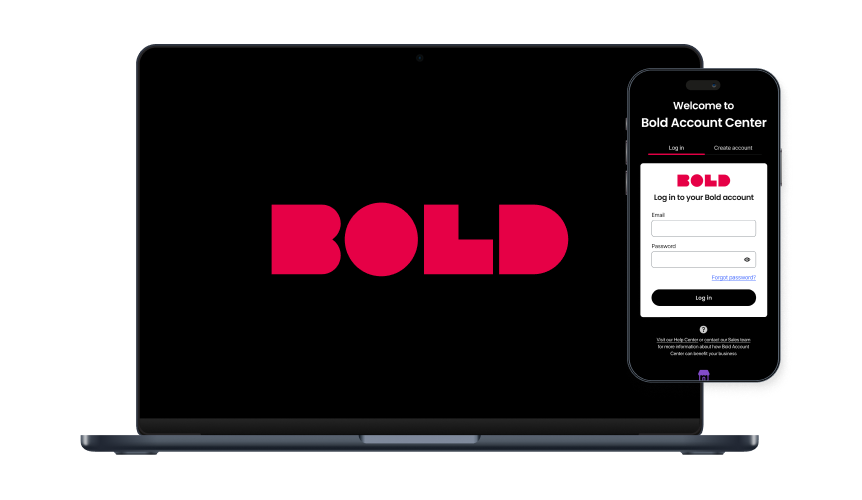 BOLD
Welcome to
Bold Account Center
Log in
Create account
BOLD
Log in to your Bold account
Email
Password
Forgot password?
Log in
?
Visit our Help Center or contact our Sales team
for more information about how Bold Account
Center can benefit your business